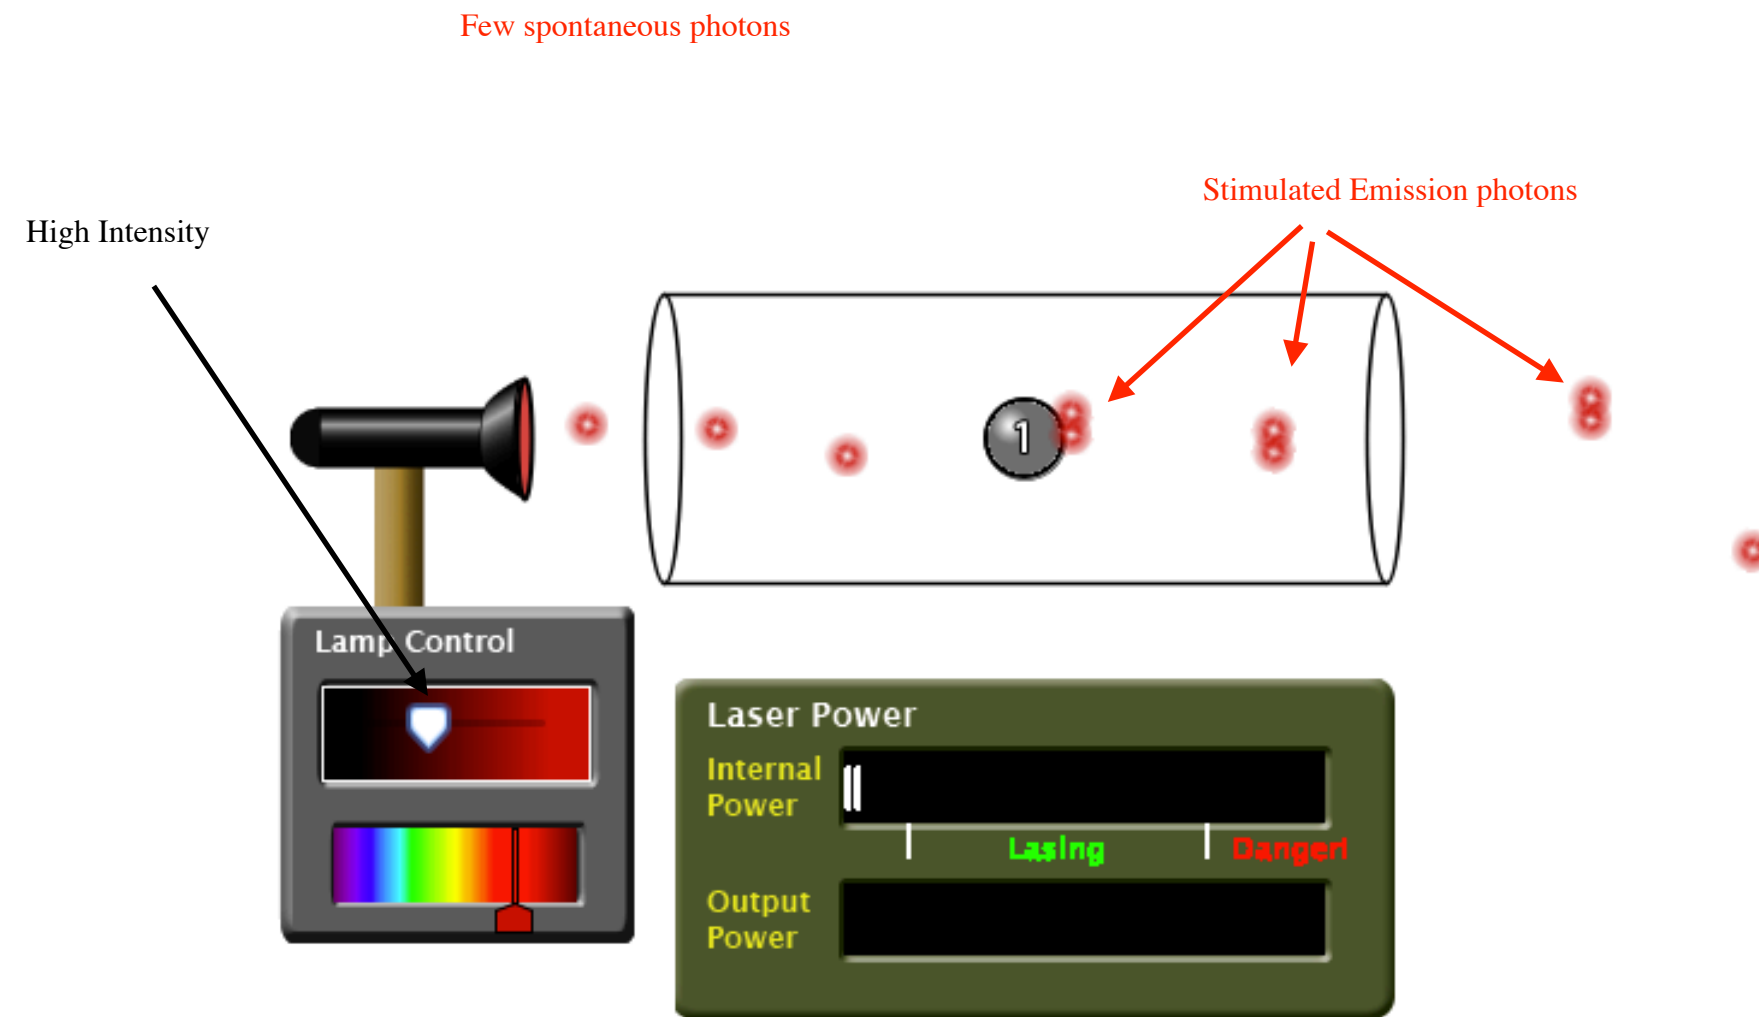 Few spontaneous photons
Stimulated Emission photons
High Intensity
1
Lamp Control
Laser Power
Internal
Power
Lasing
Danger!
Output
Power